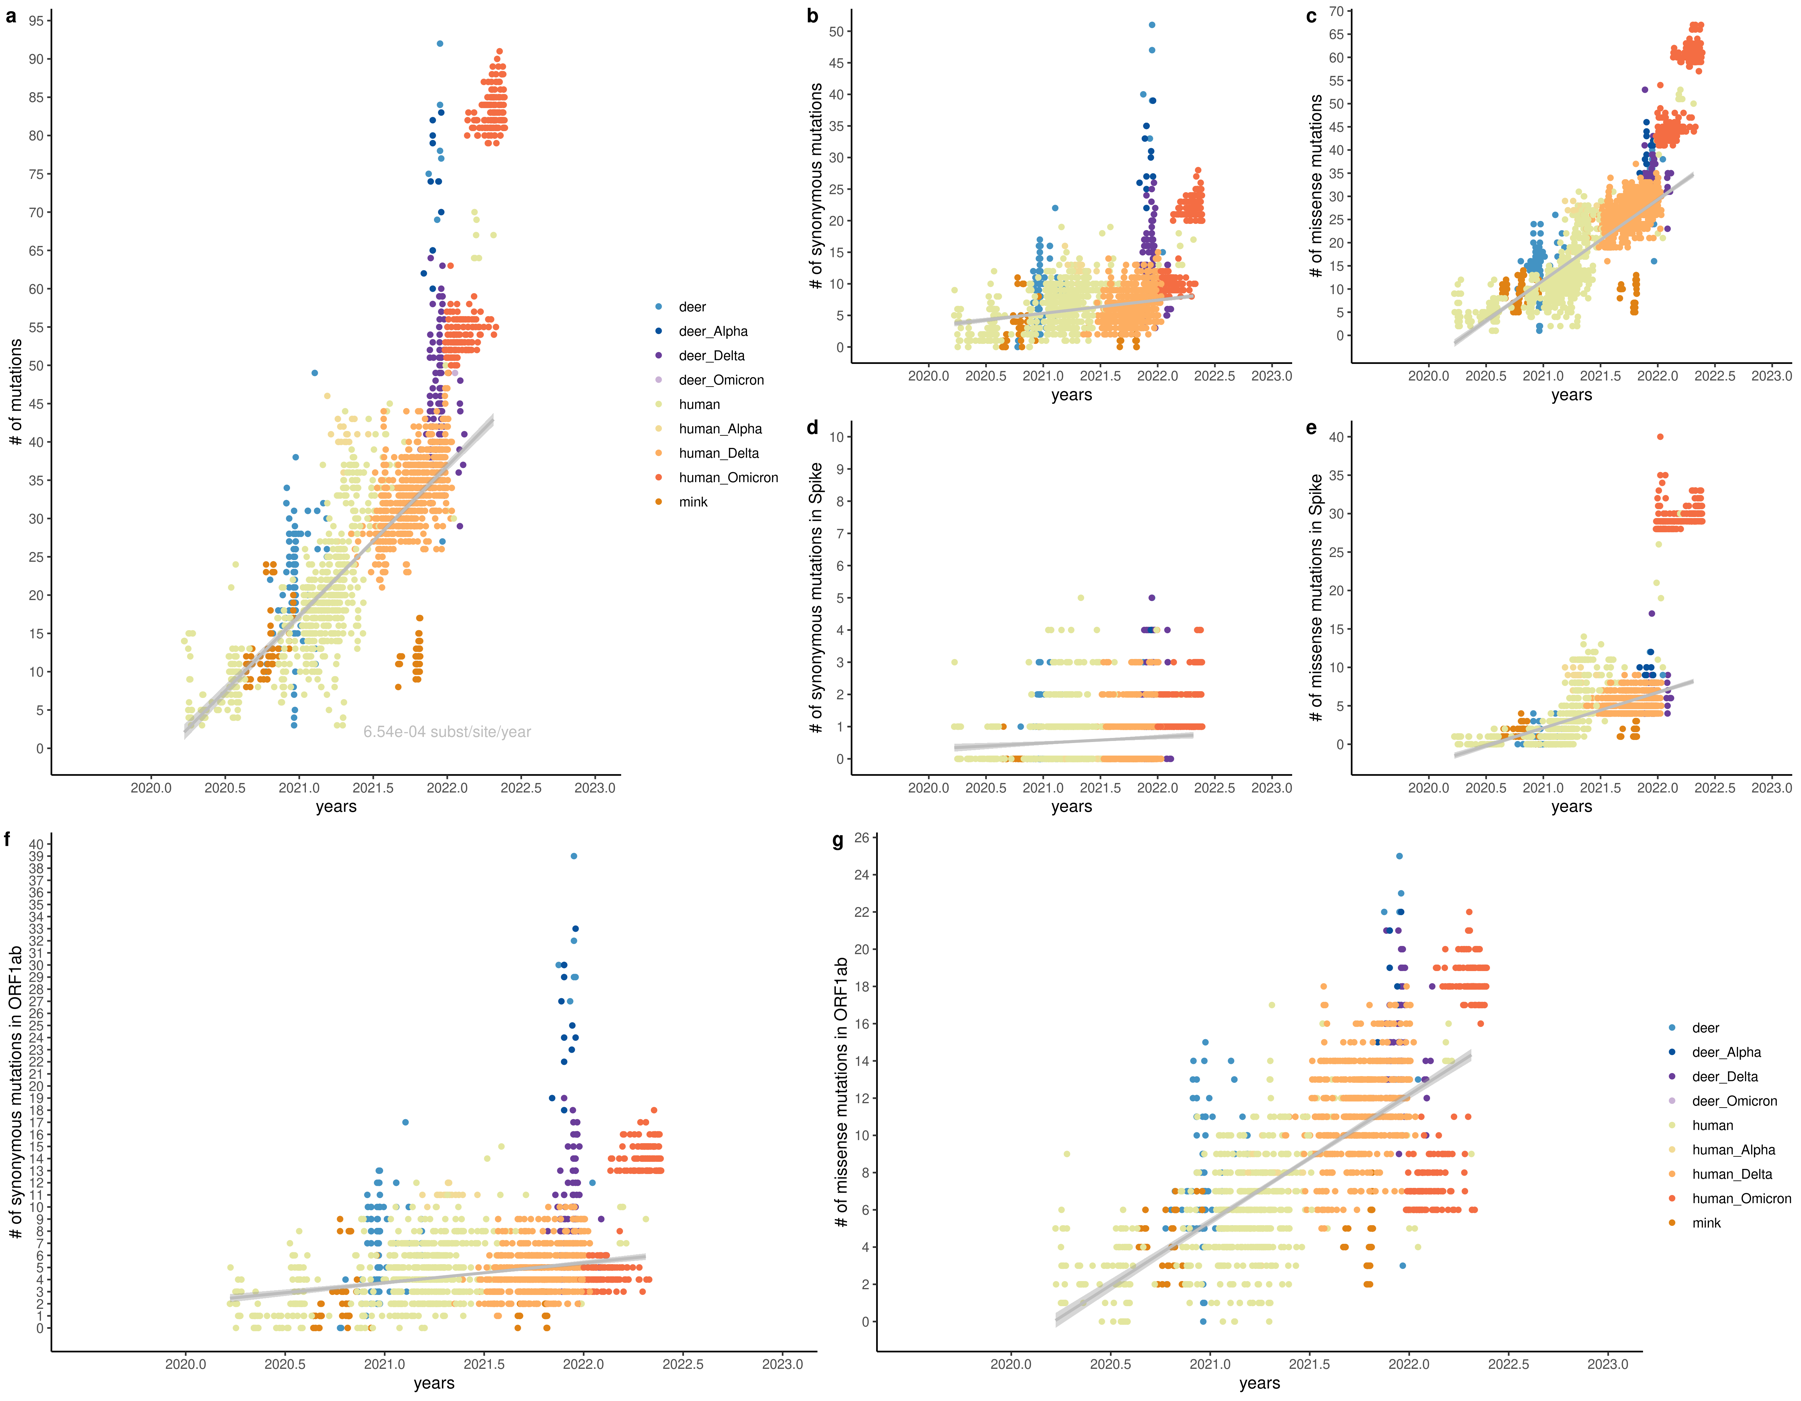 a
# of mutations
95
90
85
80
75
70
65
60
55
50
45
40
35
30
25
20
15
10
5
0
6.54e-04 subst/site/year
2020.0 2020.5 2021.0 2021.5 2022.0 2022.5 2023.0
years
deer
deer_Alpha
deer_Delta
deer_Omicron
human
human_Alpha
human_Delta
human_Omicron
mink
b
# of synonymous mutations
50
45
40
35
30
25
20
15
10
5
0
2020.0 2020.5 2021.0 2021.5 2022.0 2022.5 2023.0
c
# of missense mutations
70
65
60
55
50
45
40
35
30
25
20
15
10
5
0
2020.0 2020.5 2021.0 2021.5 2022.0 2022.5 2023.0
d
# of synonymous mutations in Spike
10
9
8
7
6
5
4
3
2
1
0
2020.0 2020.5 2021.0 2021.5 2022.0 2022.5 2023.0
years
e
# of missense mutations in Spike
40
35
30
25
20
15
10
5
0
2020.0 2020.5 2021.0 2021.5 2022.0 2022.5 2023.0
years
f
# of synonymous mutations in ORF1ab
40
39
38
37
36
35
34
33
32
31
30
29
28
27
26
25
24
23
22
21
20
19
18
17
16
15
14
13
12
11
10
9
8
7
6
5
4
3
2
1
0
2020.0 2020.5 2021.0 2021.5 2022.0 2022.5 2023.0
years
g
# of missense mutations in ORF1ab
26
24
22
20
18
16
14
12
10
8
6
4
2
0
2020.0 2020.5 2021.0 2021.5 2022.0 2022.5 2023.0
years
deer
deer_Alpha
deer_Delta
deer_Omicron
human
human_Alpha
human_Delta
human_Omicron
mink